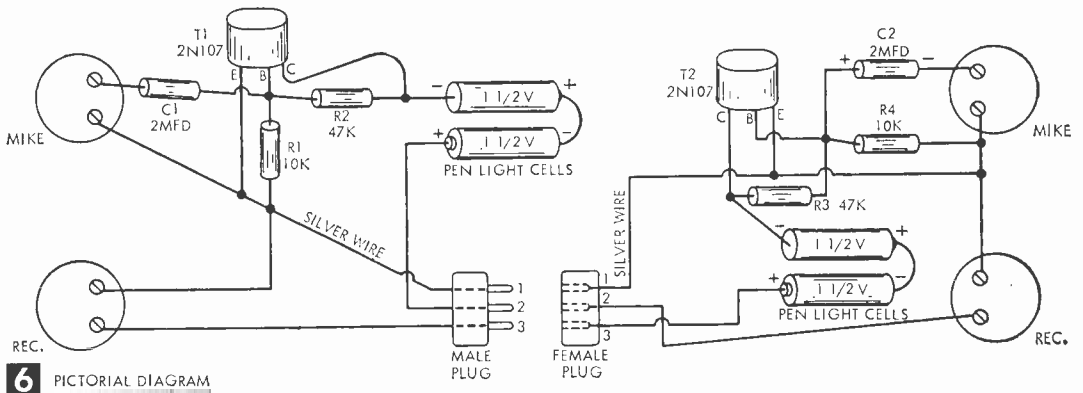 T1
2N107
E B C
C1
2MFD
MIKE
R2
47K
R1
10K
- 1 1/2 V +
+ 1 1/2 V -
PEN LIGHT CELLS
SILVER WIRE
REC.
1
2
3
MALE
PLUG
T2
2N107
C B E
C2
2MFD
+ -
R4
10K
MIKE
R3 47K
SILVER WIRE
- 1 1/2 V +
+ 1 1/2 V -
PEN LIGHT CELLS
1
2
3
FEMALE
PLUG
REC.
6 PICTORIAL DIAGRAM